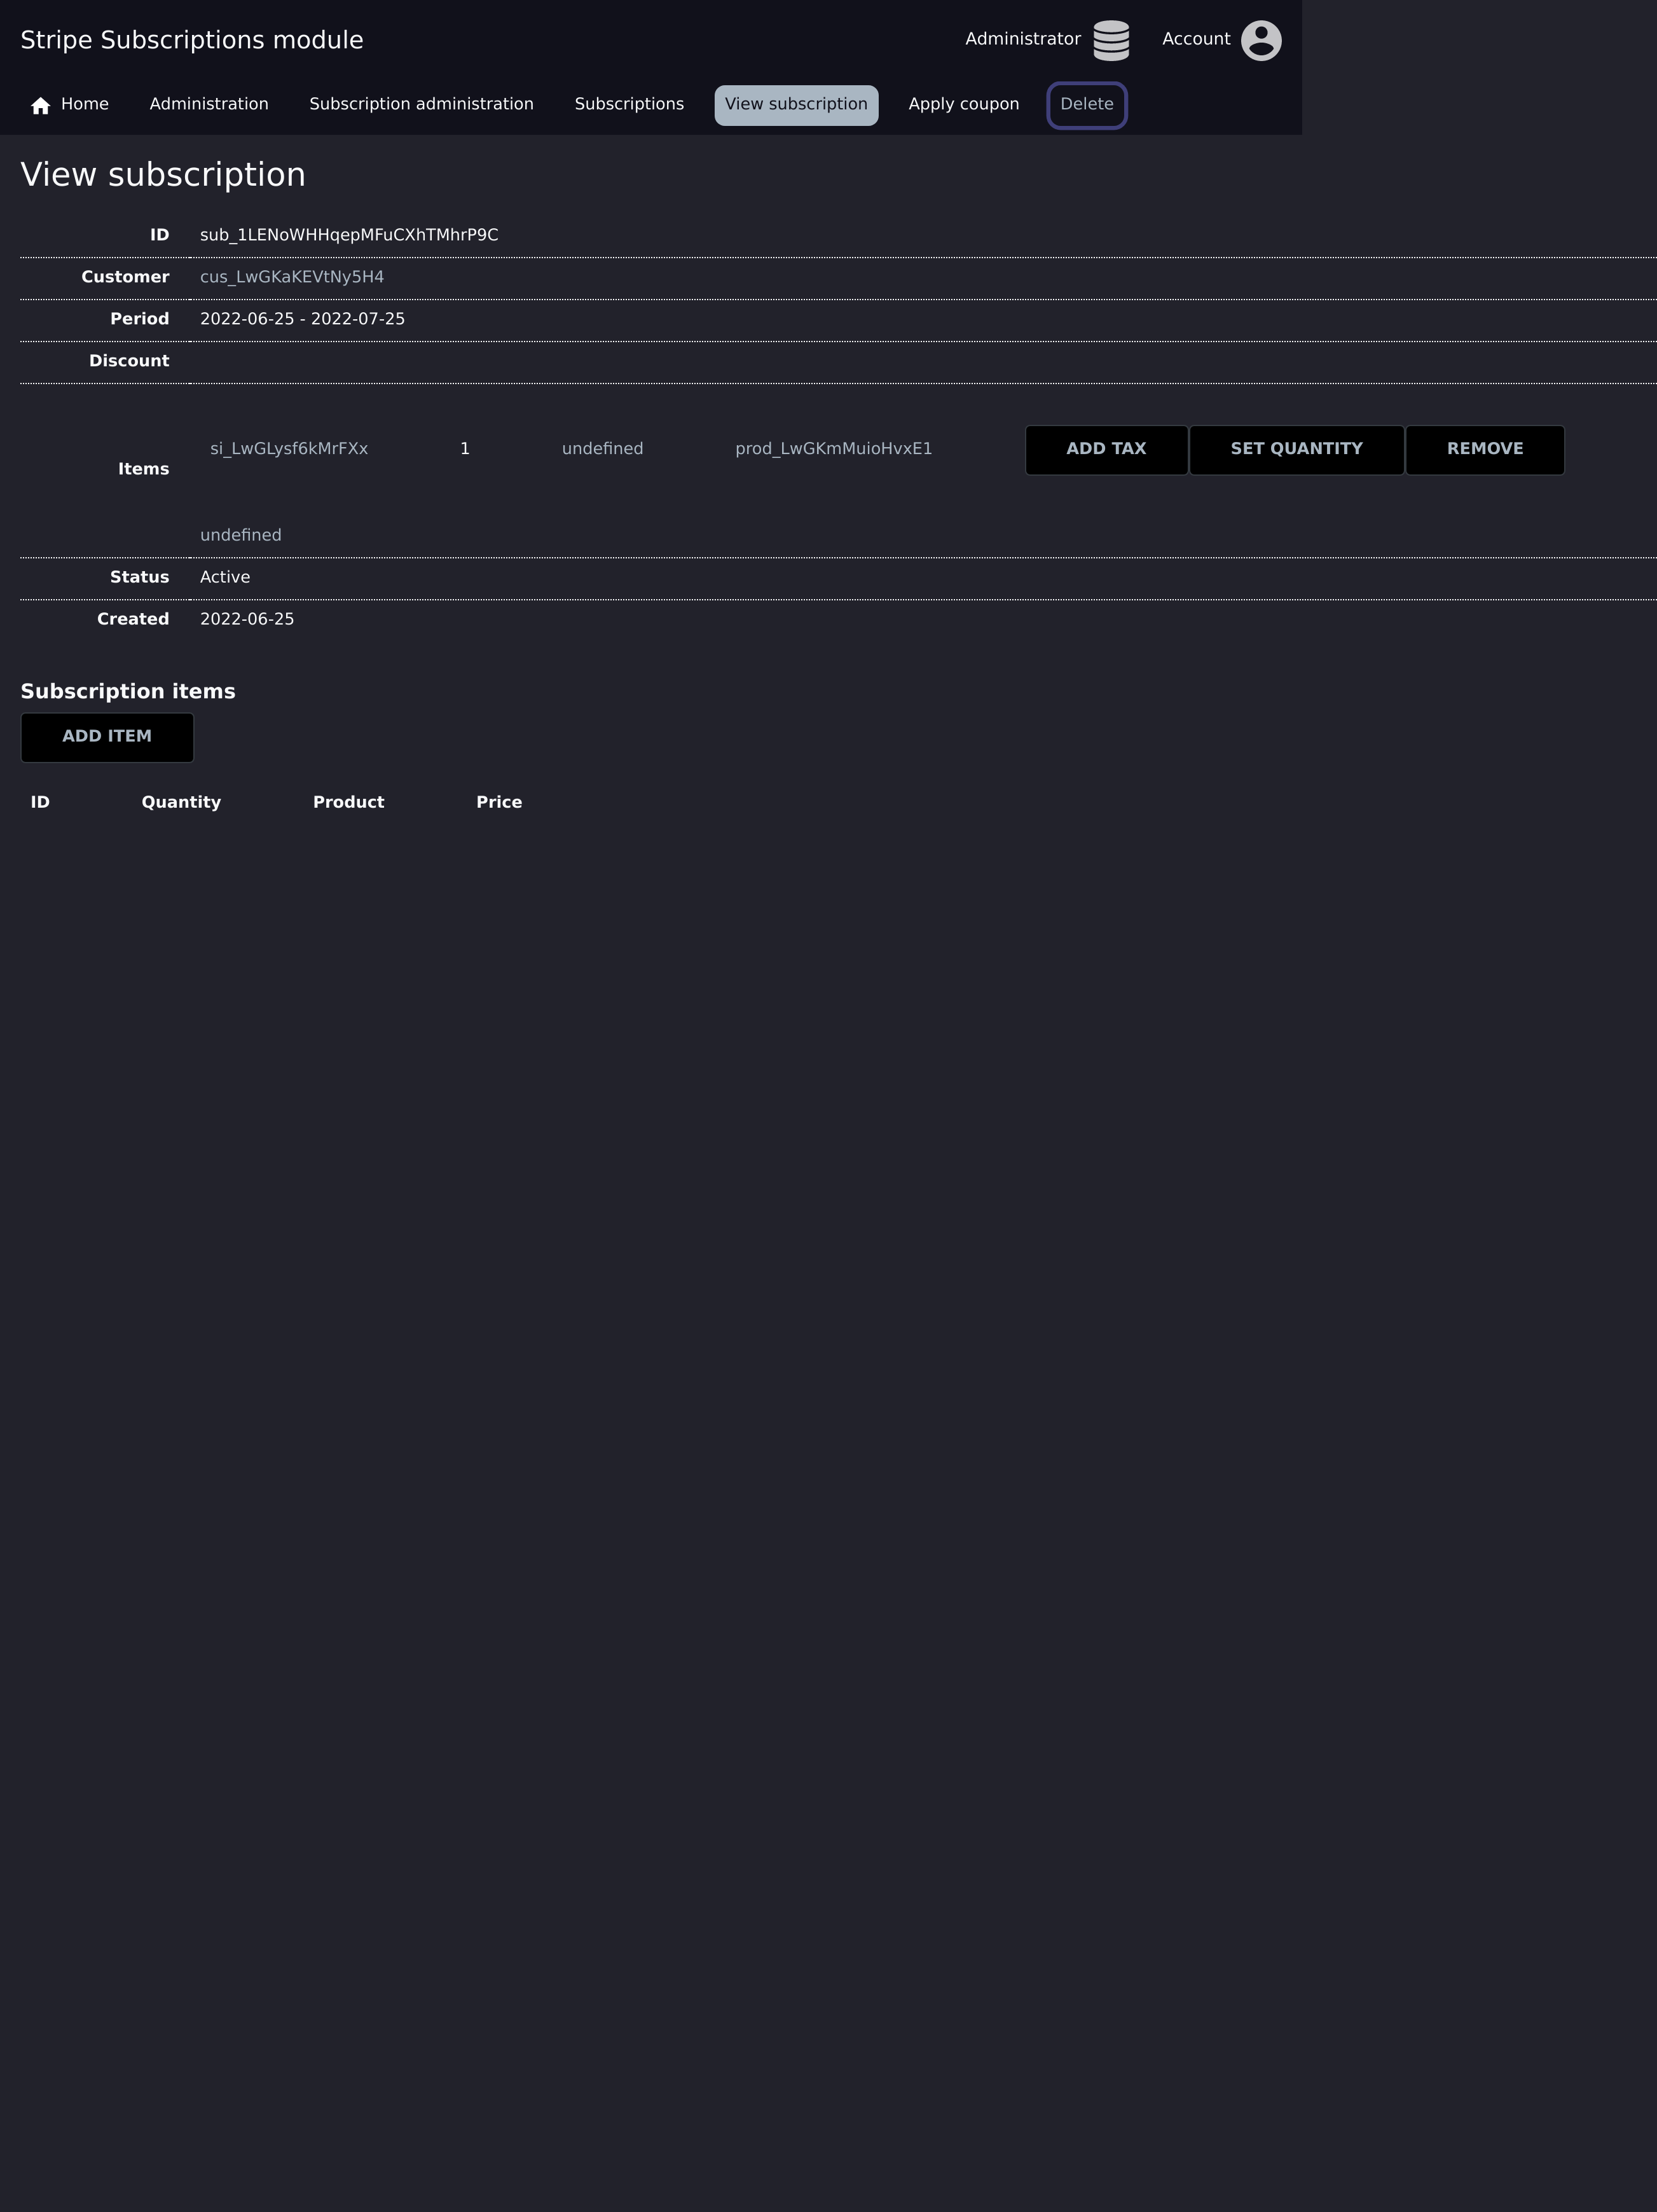 Stripe Subscriptions module
Administrator Account
Home Administration Subscription administration Subscriptions View subscription Apply coupon Delete
View subscription
ID sub_1LENoWHHqepMFuCXhTMhrP9C
Customer cus_LwGKaKEVtNy5H4
Period 2022-06-25 - 2022-07-25
Discount
Items si_LwGLysf6kMrFXx 1 undefined prod_LwGKmMuioHvxE1 ADD TAX SET QUANTITY REMOVE
undefined
Status Active
Created 2022-06-25
Subscription items
ADD ITEM
ID Quantity Product Price